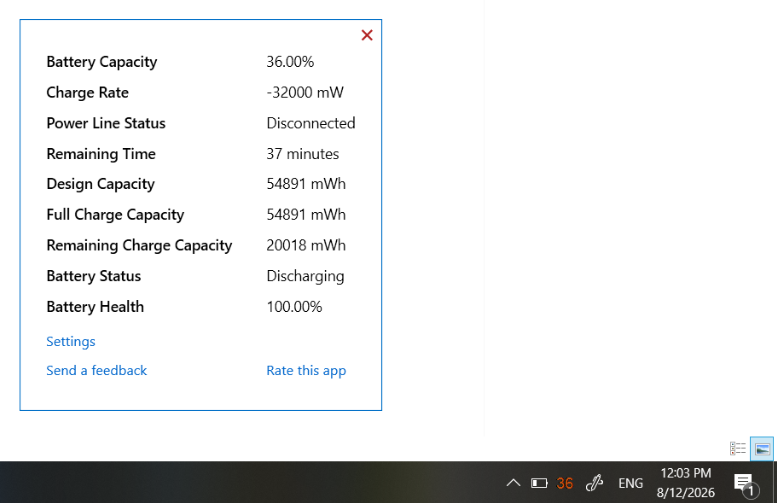 Battery Capacity 36.00%
Charge Rate -32000 mW
Power Line Status Disconnected
Remaining Time 37 minutes
Design Capacity 54891 mWh
Full Charge Capacity 54891 mWh
Remaining Charge Capacity 20018 mWh
Battery Status Discharging
Battery Health 100.00%
Settings
Send a feedback Rate this app
36 ENG 12:03 PM
8/12/2026 1